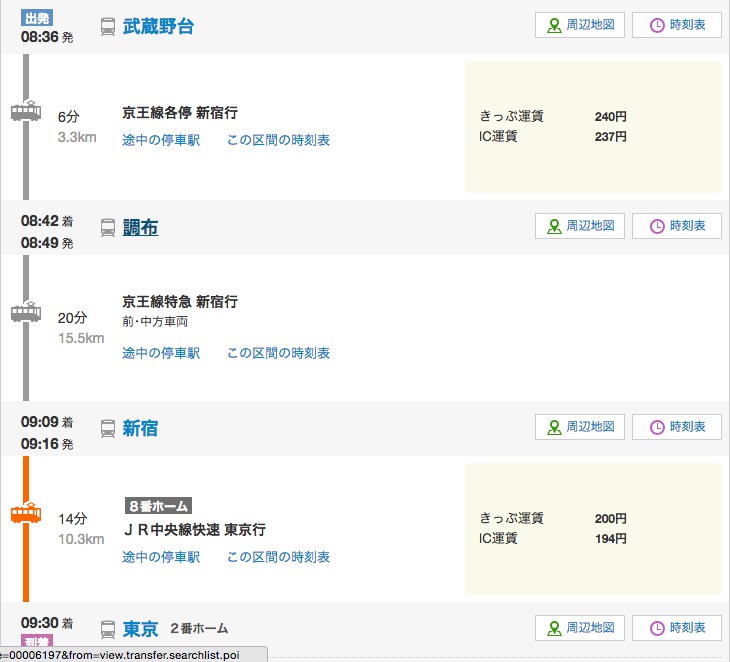 出発
08:36 発 武蔵野台 周辺地図 時刻表
6分 京王線各停 新宿行 きっぷ運賃 240円
3.3km 途中の停車駅 この区間の時刻表 IC運賃 237円
08:42 着 調布 周辺地図 時刻表
08:49 発
京王線特急 新宿行
20分 前・中方車両
15.5km 途中の停車駅 この区間の時刻表
09:09 着 新宿 周辺地図 時刻表
09:16 発
8番ホーム
14分 JR中央線快速 東京行 きっぷ運賃 200円
10.3km 途中の停車駅 この区間の時刻表 IC運賃 194円
09:30 着 東京 2番ホーム 周辺地図 時刻表
到着
e=00006197&from=view.transfer.searchlist.poi